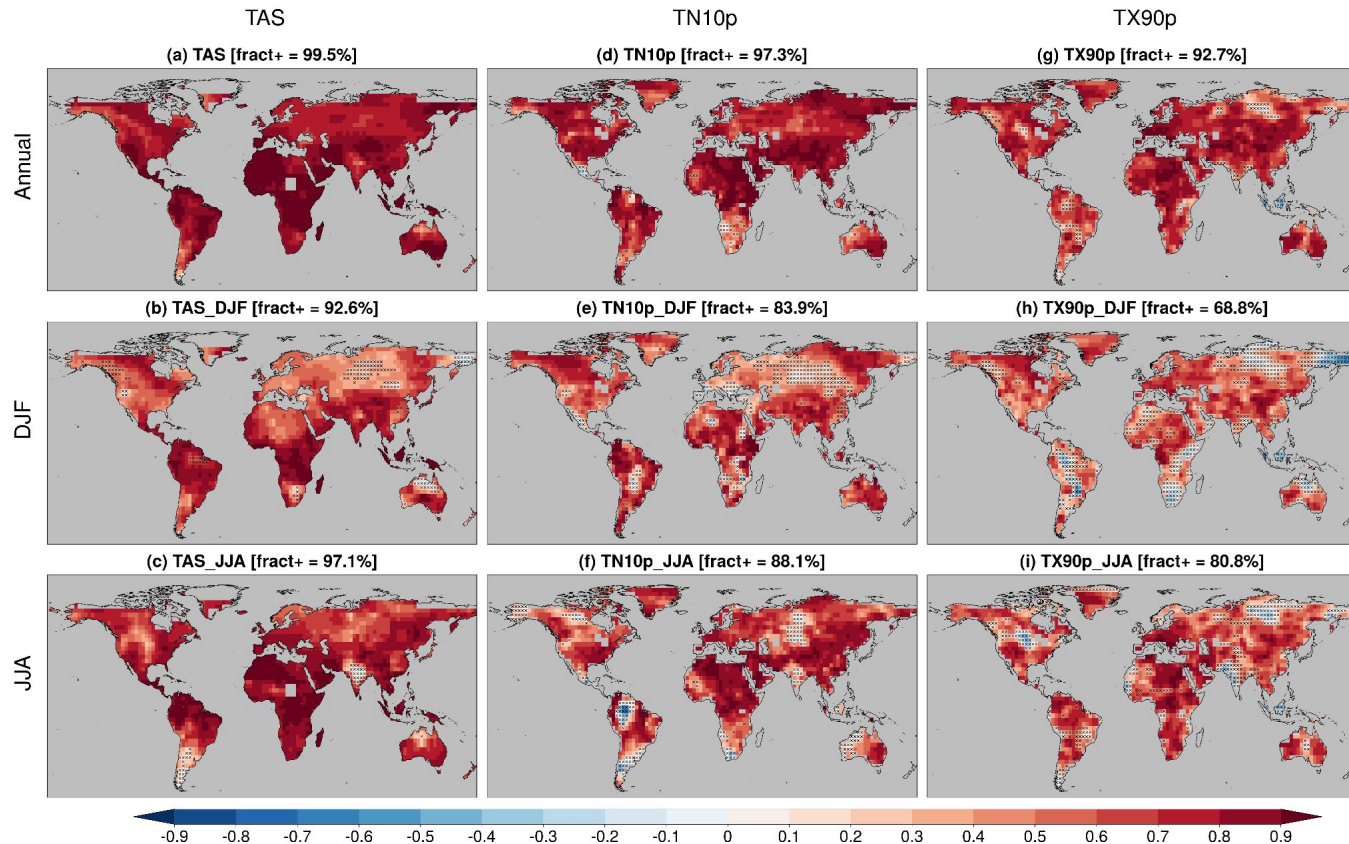 TAS TN10p TX90p
(a) TAS [fract+ = 99.5%] (d) TN10p [fract+ = 97.3%] (g) TX90p [fract+ = 92.7%]
Annual
(b) TAS_DJF [fract+ = 92.6%] (e) TN10p_DJF [fract+ = 83.9%] (h) TX90p_DJF [fract+ = 68.8%]
DJF
(c) TAS_JJA [fract+ = 97.1%] (f) TN10p_JJA [fract+ = 88.1%] (i) TX90p_JJA [fract+ = 80.8%]
JJA
-0.9 -0.8 -0.7 -0.6 -0.5 -0.4 -0.3 -0.2 -0.1 0 0.1 0.2 0.3 0.4 0.5 0.6 0.7 0.8 0.9